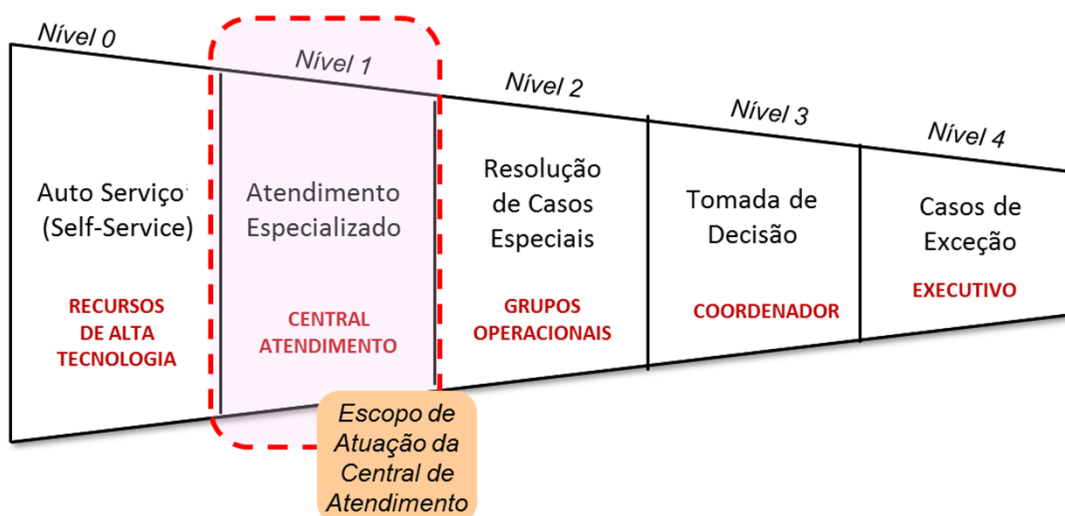 Nível 0
Nível 1
Nível 2
Nível 3
Nível 4
Auto Serviço
(Self-Service)
RECURSOS
DE ALTA
TECNOLOGIA
Atendimento
Especializado
CENTRAL
ATENDIMENTO
Resolução
de Casos
Especiais
GRUPOS
OPERACIONAIS
Tomada de
Decisão
COORDENADOR
Casos de
Exceção
EXECUTIVO
Escopo de
Atuação da
Central de
Atendimento